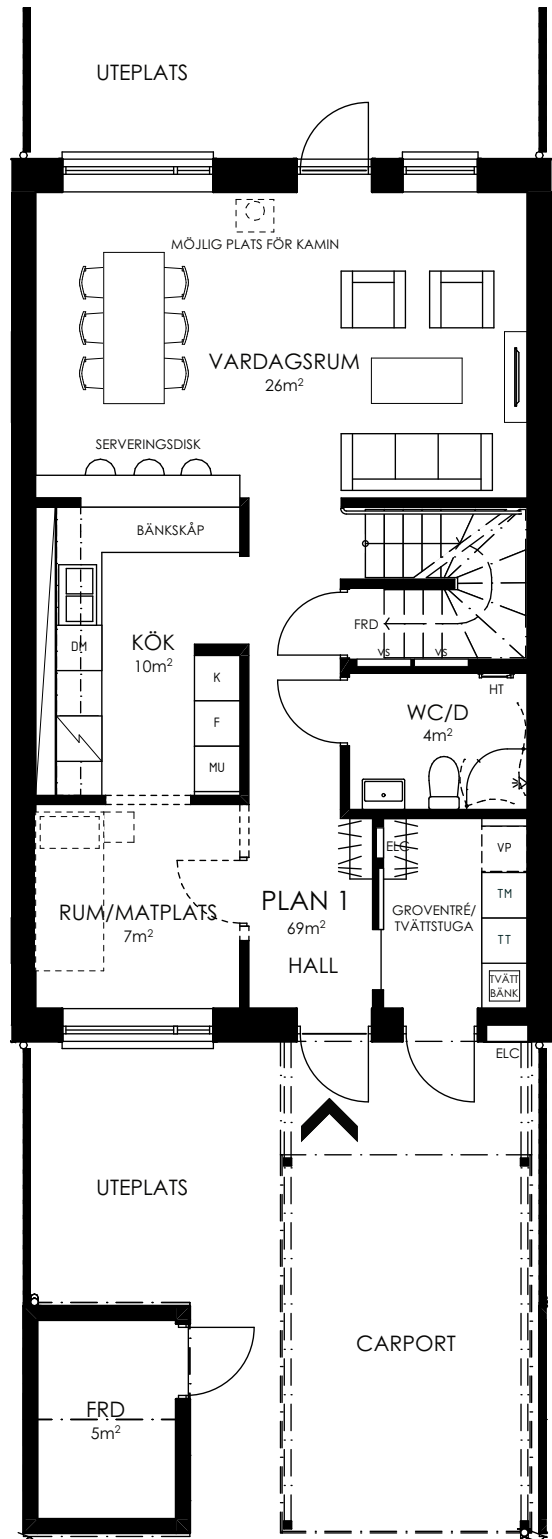 UTEPLATS
MÖJLIG PLATS FÖR KAMIN
VARDAGSRUM
26m²
SERVERINGSDISK
BÄNKSKÅP
DM
KÖK
10m²
K
F
MU
FRD
VS
VS
HT
WC/D
4m²
ELC
VP
TM
TT
TVÄTT
BÄNK
GROVENTRÉ/
TVÄTTSTUGA
RUM/MATPLATS
7m²
PLAN 1
69m²
HALL
ELC
UTEPLATS
CARPORT
FRD
5m²